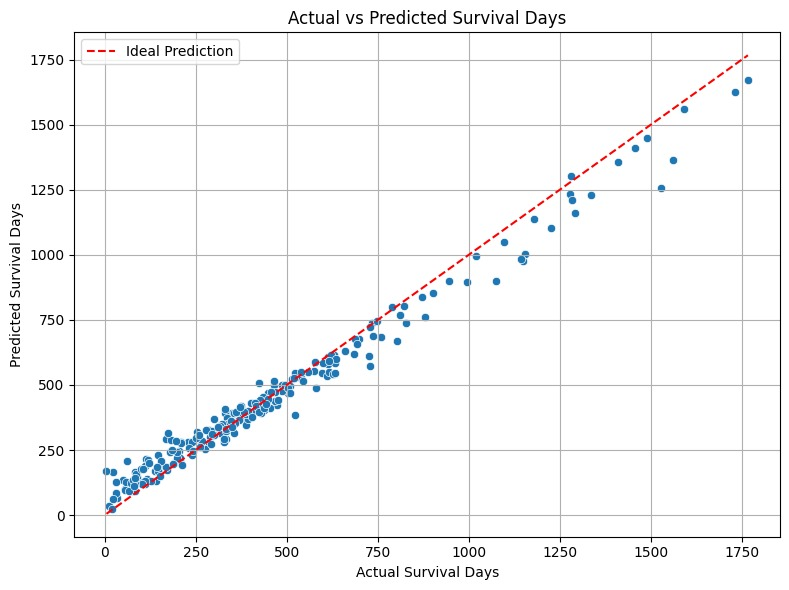 Actual vs Predicted Survival Days
Ideal Prediction
1750
1500
1250
1000
750
500
250
0
Predicted Survival Days
0 250 500 750 1000 1250 1500 1750
Actual Survival Days